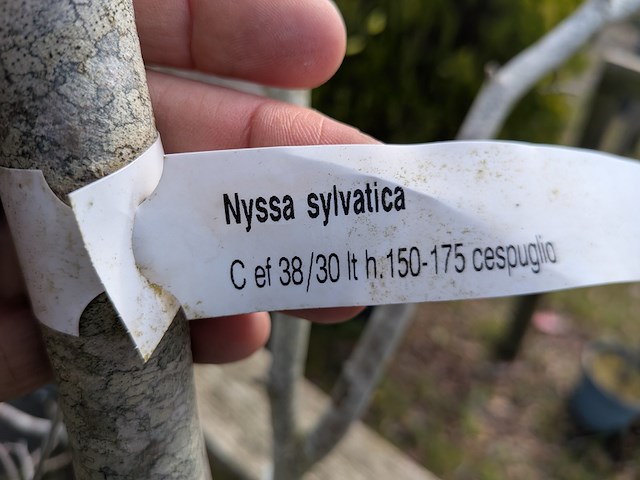 Nyssa sylvatica
C ef 38/30 lt h.150-175 cespuglio